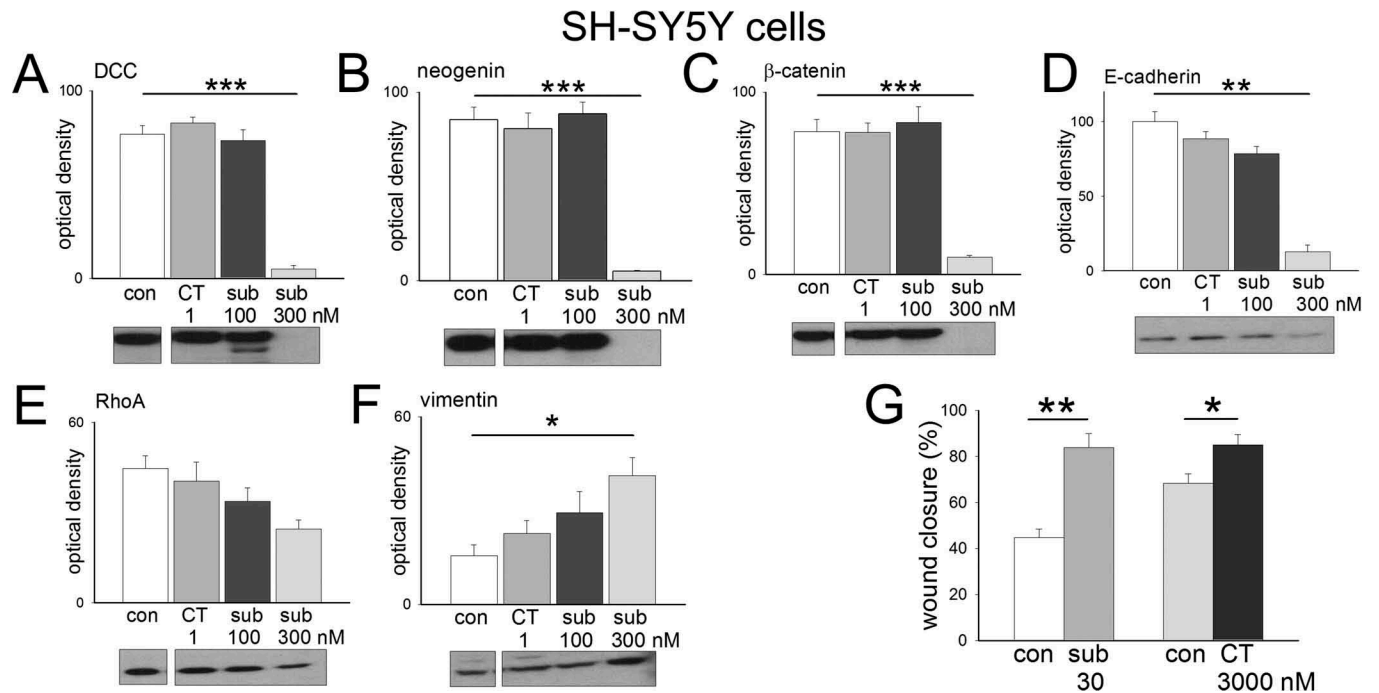 SH-SY5Y cells
A
DCC
***
100
optical density
0
con CT sub sub
1 100 300 nM
B
neogenin
***
100
optical density
0
con CT sub sub
1 100 300 nM
C
β-catenin
***
100
optical density
0
con CT sub sub
1 100 300 nM
D
E-cadherin
**
100
50
optical density
0
con CT sub sub
1 100 300 nM
E
RhoA
60
optical density
0
con CT sub sub
1 100 300 nM
F
vimentin
*
60
optical density
0
con CT sub sub
1 100 300 nM
G
** *
100
80
60
40
20
0
wound closure (%)
con sub con CT
30 3000 nM